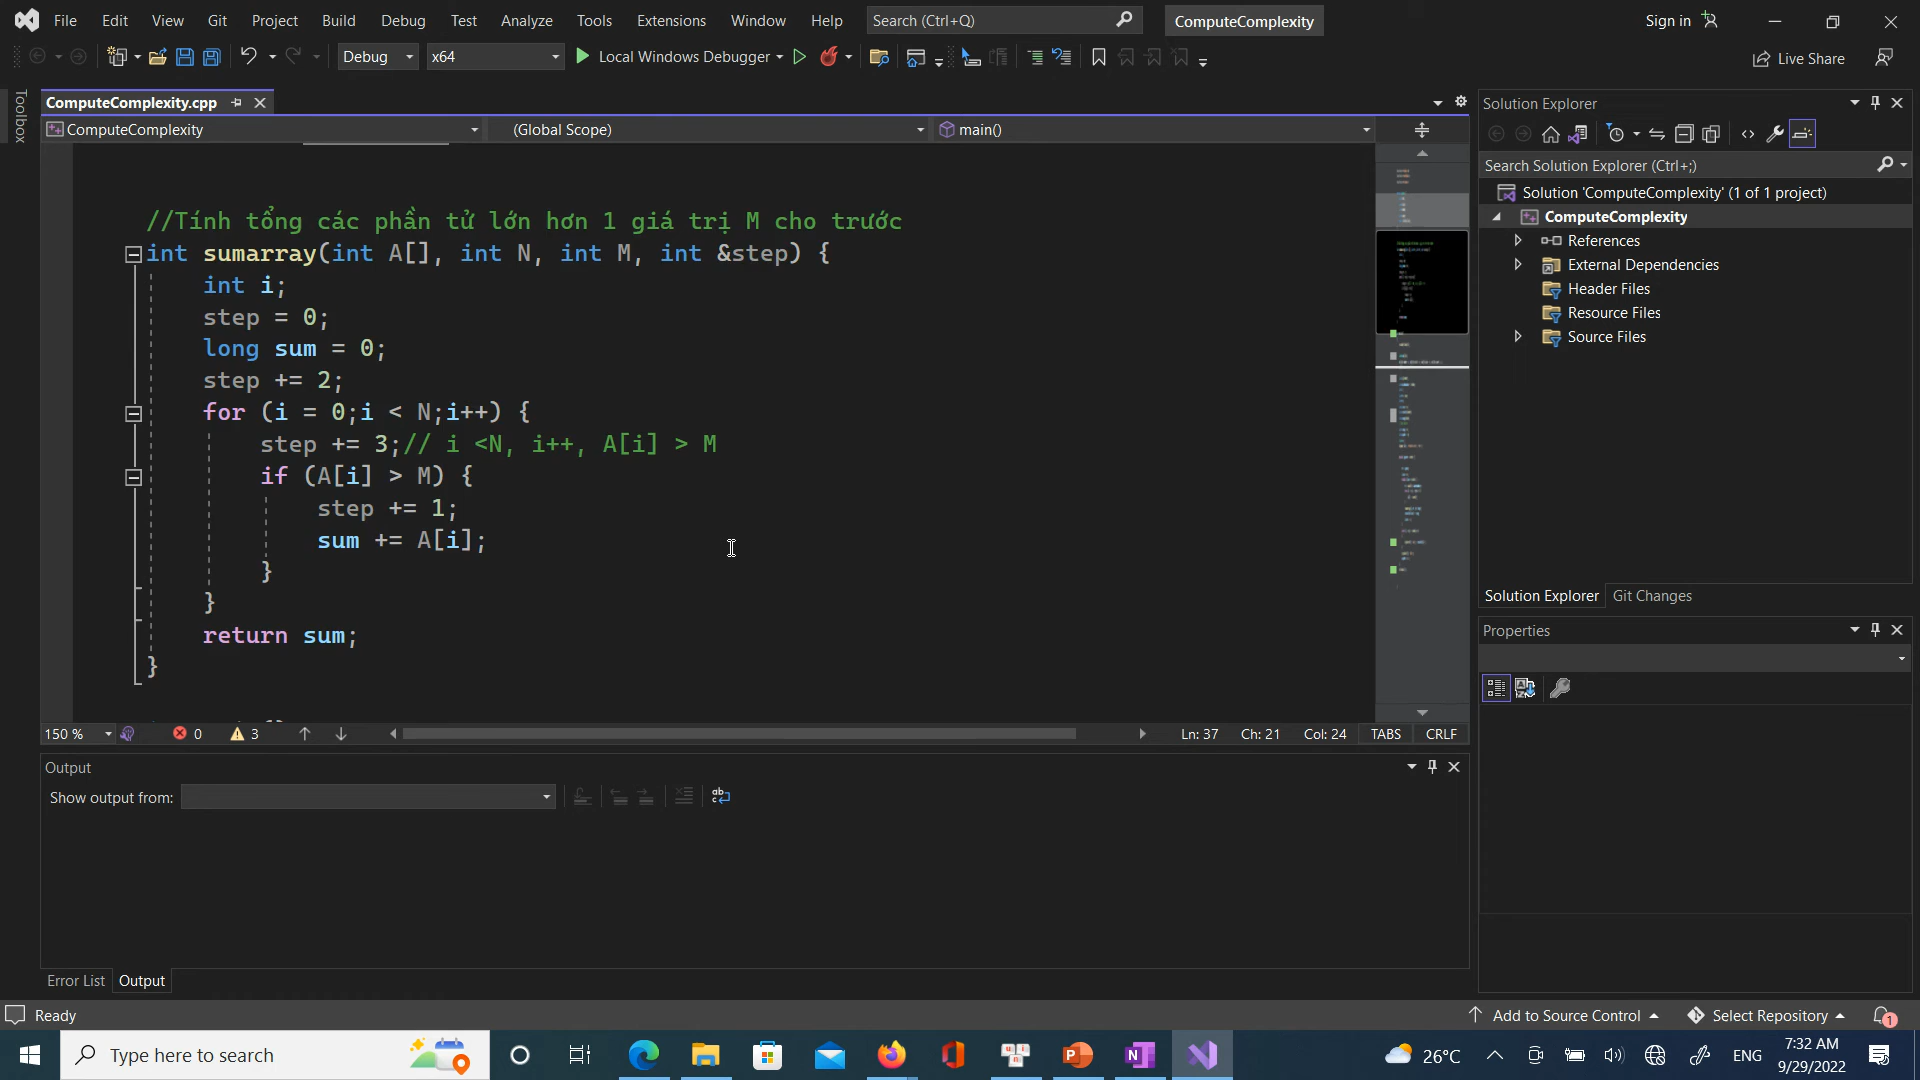 File Edit View Git Project Build Debug Test Analyze Tools Extensions Window Help Search (Ctrl+Q) ComputeComplexity Sign in
Debug x64 Local Windows Debugger Live Share
Toolbox
ComputeComplexity.cpp
ComputeComplexity (Global Scope) main()
//Tính tổng các phần tử lớn hơn 1 giá trị M cho trước
int sumarray(int A[], int N, int M, int &step) {
int i;
step = 0;
long sum = 0;
step += 2;
for (i = 0;i < N;i++) {
step += 3;// i <N, i++, A[i] > M
if (A[i] > M) {
step += 1;
sum += A[i];
}
}
return sum;
}
150 % 0 3 Ln: 37 Ch: 21 Col: 24 TABS CRLF
Output
Show output from:
Error List Output
Solution Explorer
Search Solution Explorer (Ctrl+;)
Solution 'ComputeComplexity' (1 of 1 project)
ComputeComplexity
References
External Dependencies
Header Files
Resource Files
Source Files
Solution Explorer Git Changes
Properties
Ready Add to Source Control Select Repository 1
Type here to search 26°C ENG 7:32 AM
9/29/2022